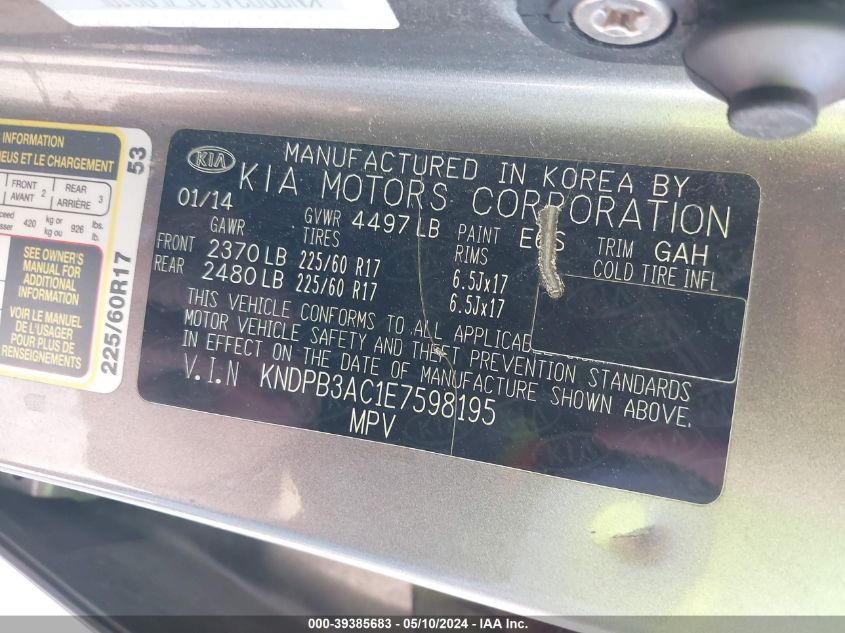 INFORMATION
EUS ET LE CHARGEMENT
FRONT
AVANT 2
REAR
ARRIÈRE 3
420 kg or kg ou 926 lbs. lb.
SEE OWNER'S
MANUAL FOR
ADDITIONAL
INFORMATION
VOIR LE MANUEL
DE L'USAGER
POUR PLUS DE
RENSEIGNEMENTS
225/60R17 53
KIA
MANUFACTURED IN KOREA BY
KIA MOTORS CORPORATION
01/14 GVWR 4497 LB PAINT TRIM GAH
GAWR TIRES RIMS COLD TIRE INFL
FRONT 2370 LB 225/60 R17 6.5Jx17
REAR 2480 LB 225/60 R17 6.5Jx17
THIS VEHICLE CONFORMS TO ALL APPLICAB
MOTOR VEHICLE SAFETY AND THEFT PREVENTION STANDARDS
IN EFFECT ON THE DATE OF MANUFACTURE SHOWN ABOVE.
V.I.N KNDPB3AC1E7598195
MPV
000-39385683 - 05/10/2024 - IAA Inc.